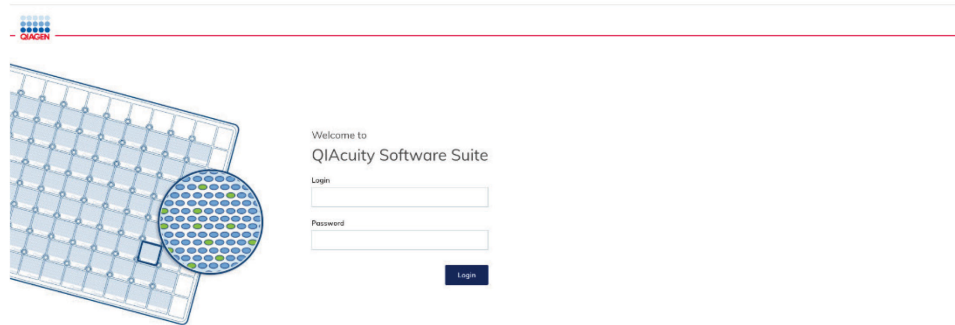 QIAGEN
Welcome to
QIAcuity Software Suite
Login
Password
Login